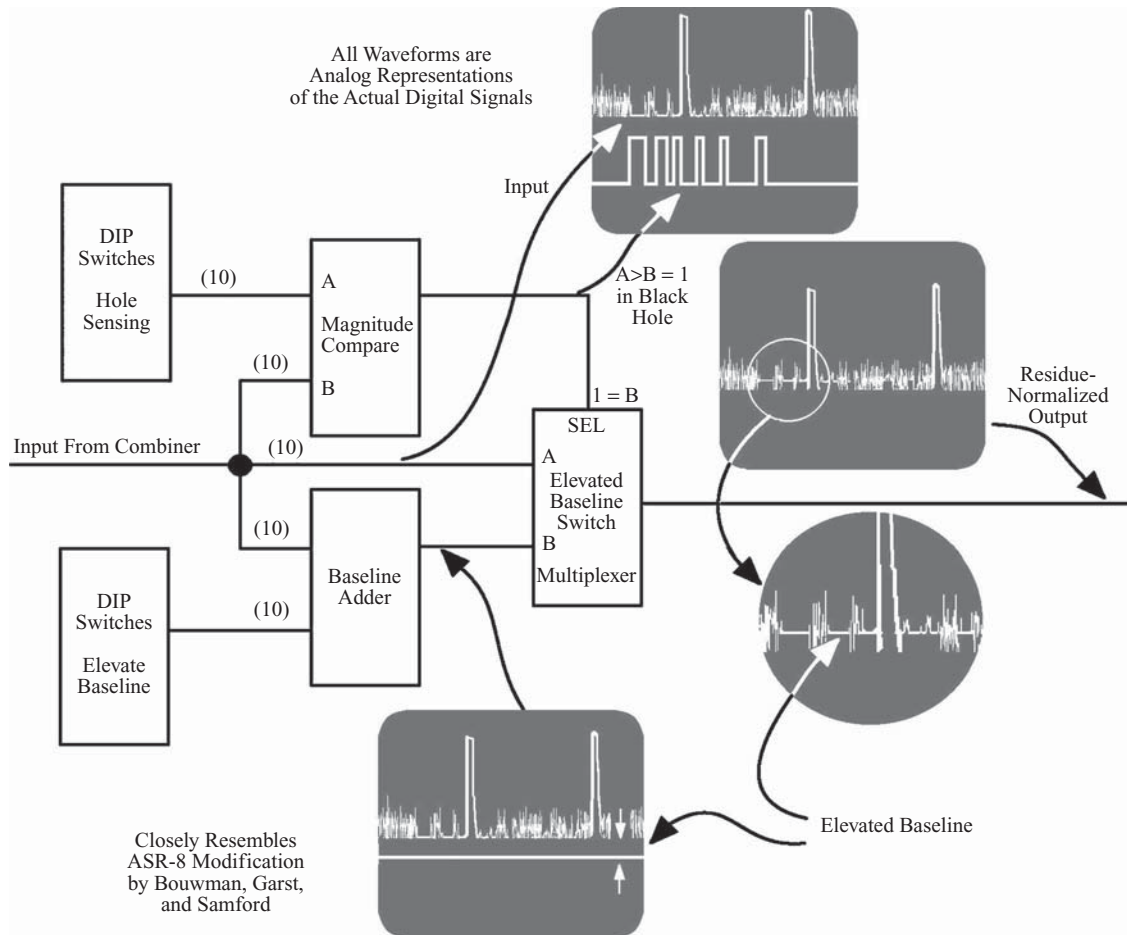 All Waveforms are
Analog Representations
of the Actual Digital Signals
Input
DIP
Switches
Hole
Sensing
(10)
A
Magnitude
Compare
B
(10)
A>B = 1
in Black
Hole
1 = B
SEL
A
Elevated
Baseline
Switch
B
Multiplexer
Residue-
Normalized
Output
Input From Combiner
(10)
(10)
DIP
Switches
Elevate
Baseline
(10)
Baseline
Adder
Elevated Baseline
Closely Resembles
ASR-8 Modification
by Bouwman, Garst,
and Samford